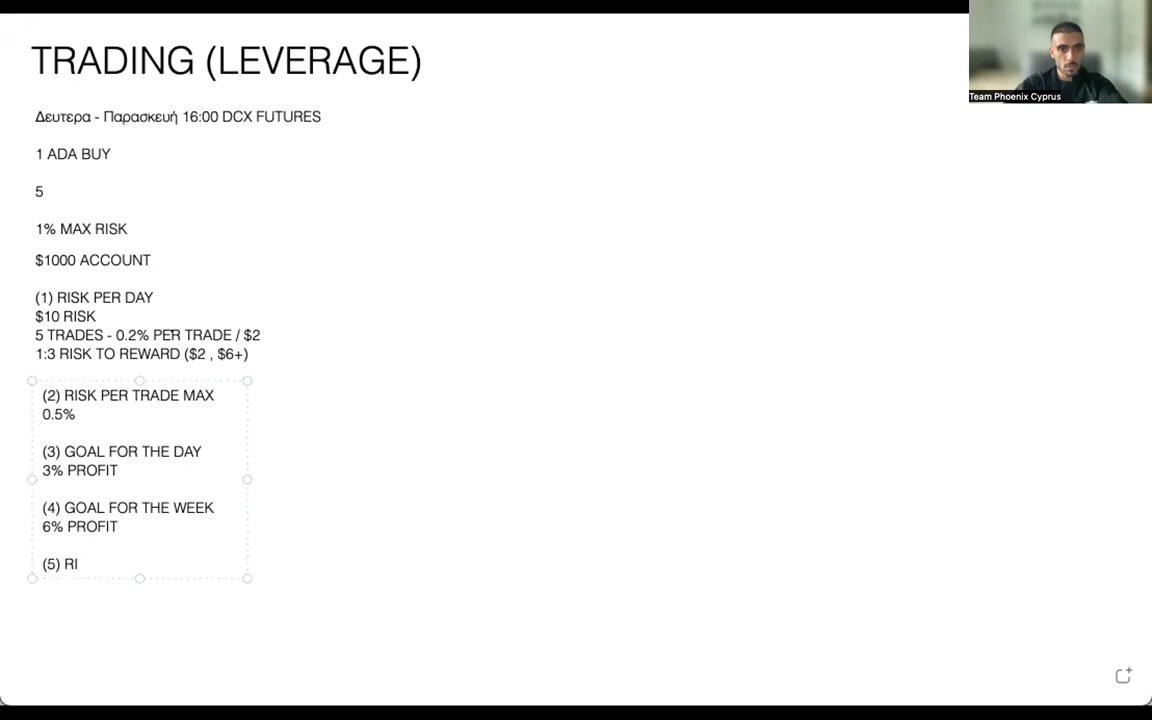 TRADING (LEVERAGE)
Team Phoenix Cyprus
Δευτερα - Παρασκευή 16:00 DCX FUTURES
1 ADA BUY
5
1% MAX RISK
$1000 ACCOUNT
(1) RISK PER DAY
$10 RISK
5 TRADES - 0.2% PER TRADE / $2
1:3 RISK TO REWARD ($2 , $6+)
(2) RISK PER TRADE MAX
0.5%
(3) GOAL FOR THE DAY
3% PROFIT
(4) GOAL FOR THE WEEK
6% PROFIT
(5) RI